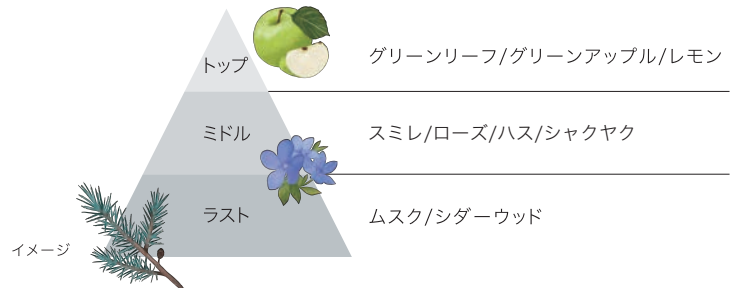 トップ
グリーンリーフ/グリーンアップル/レモン
ミドル
スミレ/ローズ/ハス/シャクヤク
ラスト
ムスク/シダーウッド
イメージ